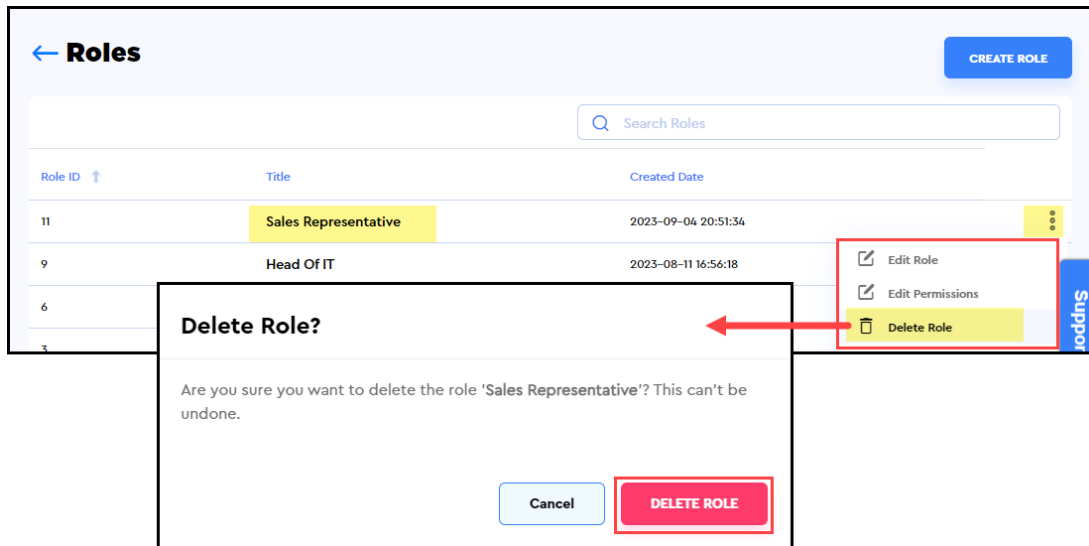 ← Roles
CREATE ROLE
Search Roles
Role ID ↑ Title Created Date
11 Sales Representative 2023-09-04 20:51:34
9 Head Of IT 2023-08-11 16:56:18
Edit Role
6
Edit Permissions
Delete Role
3
Suppor
Delete Role?
Are you sure you want to delete the role 'Sales Representative'? This can't be
undone.
Cancel DELETE ROLE